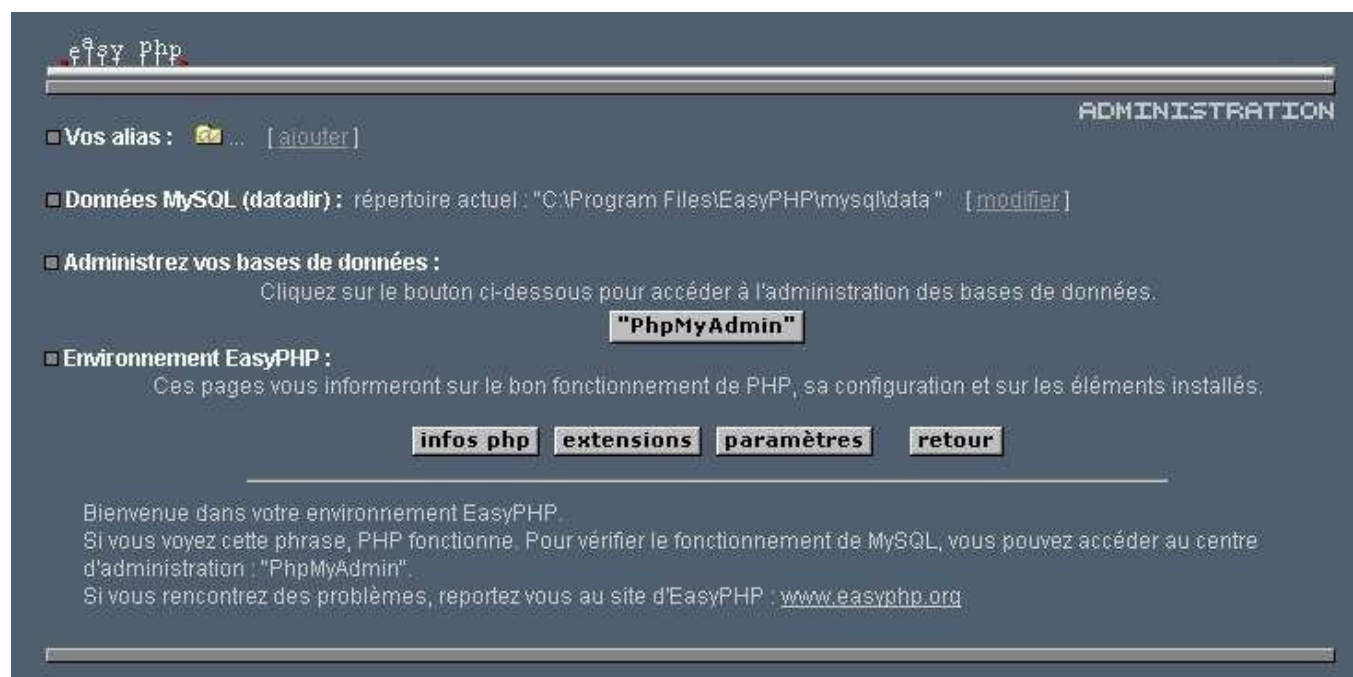 easy php
ADMINISTRATION
Vos alias : ... [ ajouter ]
Données MySQL (datadir) : répertoire actuel : "C:\Program Files\EasyPHP\mysql\data" [ modifier ]
Administrez vos bases de données :
Cliquez sur le bouton ci-dessous pour accéder à l'administration des bases de données.
"PhpMyAdmin"
Environnement EasyPHP :
Ces pages vous informeront sur le bon fonctionnement de PHP, sa configuration et sur les éléments installés.
infos php extensions paramètres retour
Bienvenue dans votre environnement EasyPHP.
Si vous voyez cette phrase, PHP fonctionne. Pour vérifier le fonctionnement de MySQL, vous pouvez accéder au centre
d'administration : "PhpMyAdmin".
Si vous rencontrez des problèmes, reportez vous au site d'EasyPHP : www.easyphp.org